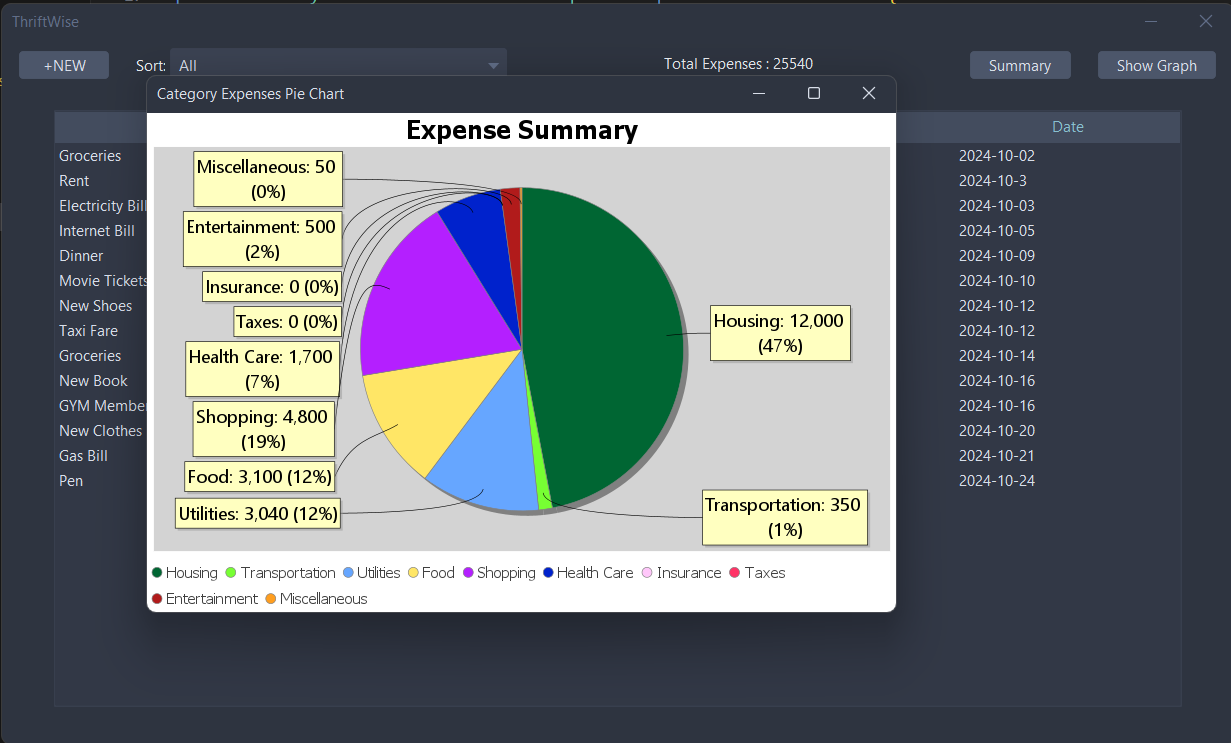 ThriftWise
+NEW
Sort: All
Total Expenses : 25540
Summary
Show Graph
Category Expenses Pie Chart
Date
Expense Summary
Miscellaneous: 50
(0%)
Entertainment: 500
(2%)
Insurance: 0 (0%)
Taxes: 0 (0%)
Health Care: 1,700
(7%)
Shopping: 4,800
(19%)
Food: 3,100 (12%)
Utilities: 3,040 (12%)
Housing: 12,000
(47%)
Transportation: 350
(1%)
Housing Transportation Utilities Food Shopping Health Care Insurance Taxes
Entertainment Miscellaneous
Groceries 2024-10-02
Rent 2024-10-3
Electricity Bill 2024-10-03
Internet Bill 2024-10-05
Dinner 2024-10-09
Movie Tickets 2024-10-10
New Shoes 2024-10-12
Taxi Fare 2024-10-12
Groceries 2024-10-14
New Book 2024-10-16
GYM Member 2024-10-16
New Clothes 2024-10-20
Gas Bill 2024-10-21
Pen 2024-10-24